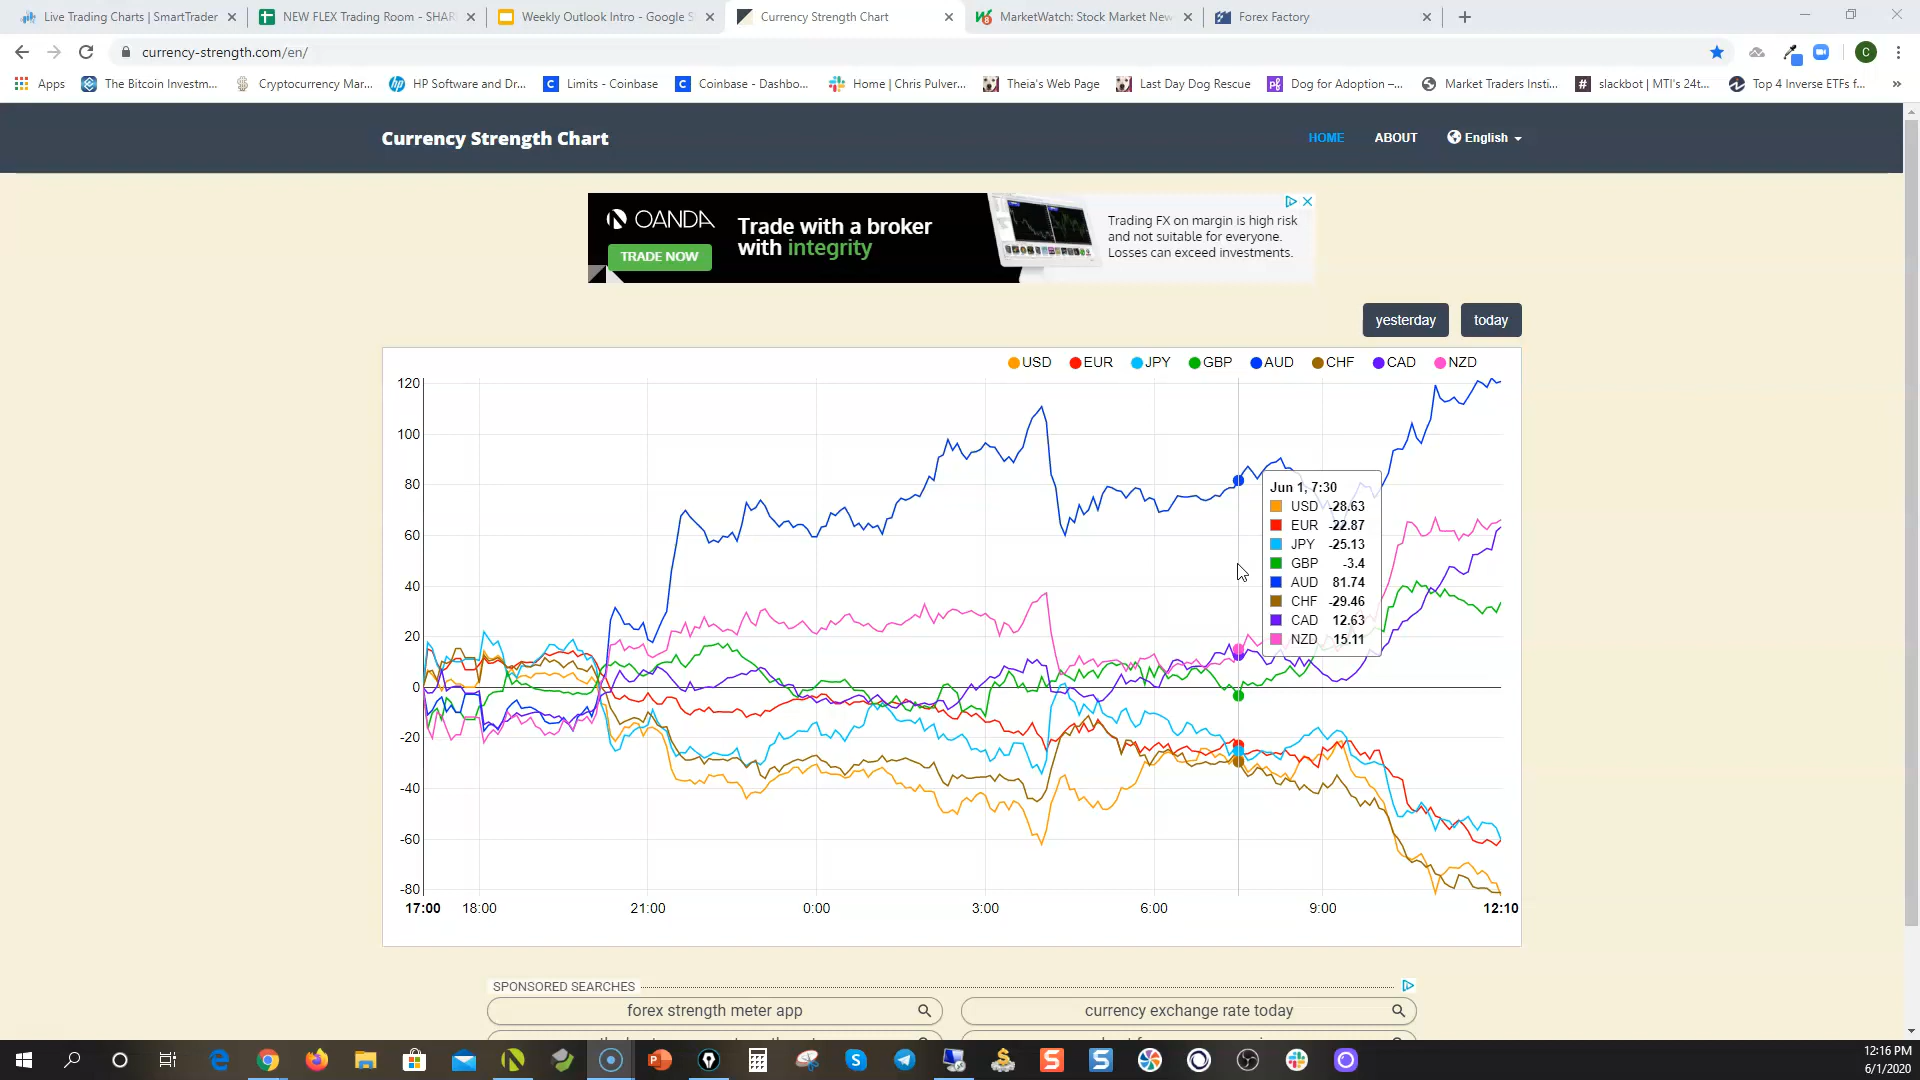 Live Trading Charts | SmartTrader
NEW FLEX Trading Room - SHAR
Weekly Outlook Intro - Google S
Currency Strength Chart
MarketWatch: Stock Market New
Forex Factory
currency-strength.com/en/
C
Apps
The Bitcoin Investm...
Cryptocurrency Mar...
HP Software and Dr...
Limits - Coinbase
Coinbase - Dashbo...
Home | Chris Pulver...
Theia's Web Page
Last Day Dog Rescue
Dog for Adoption –...
Market Traders Insti...
slackbot | MTI's 24t...
Top 4 Inverse ETFs f...
»
Currency Strength Chart
HOME
ABOUT
English
OANDA
TRADE NOW
Trade with a broker
with integrity
Trading FX on margin is high risk
and not suitable for everyone.
Losses can exceed investments.
yesterday
today
USD EUR JPY GBP AUD CHF CAD NZD
120
100
80
60
40
20
0
-20
-40
-60
-80
Jun 1, 7:30
USD -28.63
EUR -22.87
JPY -25.13
GBP -3.4
AUD 81.74
CHF -29.46
CAD 12.63
NZD 15.11
17:00 18:00 21:00 0:00 3:00 6:00 9:00 12:10
SPONSORED SEARCHES
forex strength meter app
currency exchange rate today
12:16 PM
6/1/2020